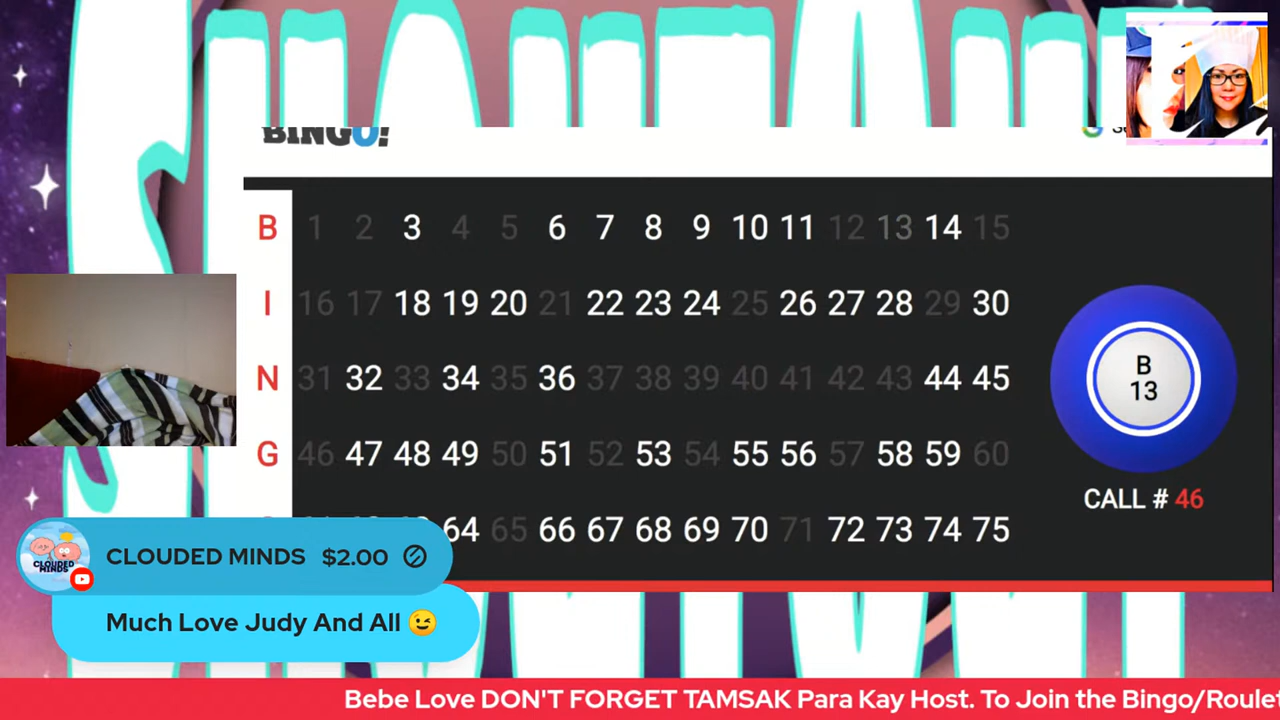 BINGO!
B 1 2 3 4 5 6 7 8 9 10 11 12 13 14 15
I 16 17 18 19 20 21 22 23 24 25 26 27 28 29 30
N 31 32 33 34 35 36 37 38 39 40 41 42 43 44 45
G 46 47 48 49 50 51 52 53 54 55 56 57 58 59 60
64 65 66 67 68 69 70 71 72 73 74 75
B
13
CALL # 46
CLOUDED MINDS $2.00
CLOUDED
MINDS
Much Love Judy And All 😉
Bebe Love DON'T FORGET TAMSAK Para Kay Host. To Join the Bingo/Roulet